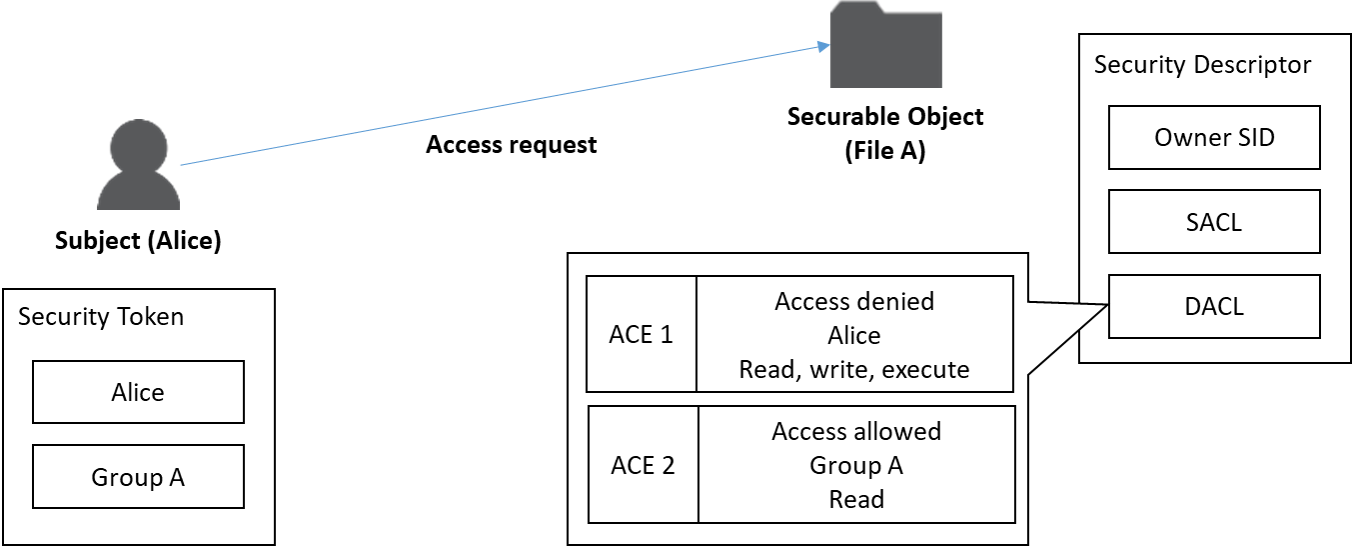 Access request
Securable Object
(File A)
Subject (Alice)
Security Token
Alice
Group A
ACE 1
Access denied
Alice
Read, write, execute
ACE 2
Access allowed
Group A
Read
Security Descriptor
Owner SID
SACL
DACL